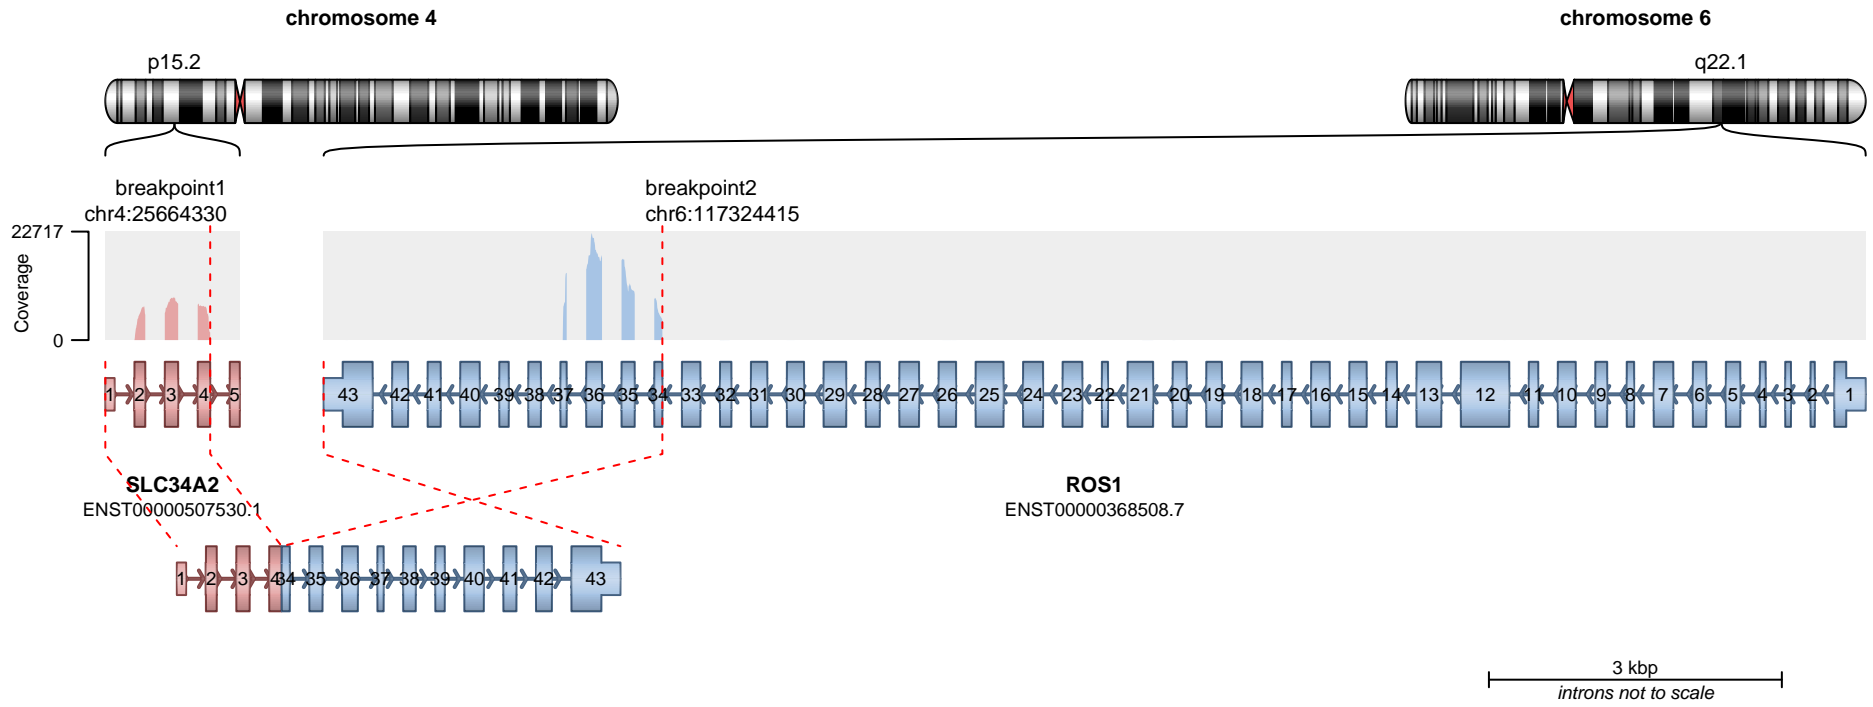 chromosome 4
chromosome 6
p15.2
q22.1
breakpoint1
chr4:25664330
breakpoint2
chr6:117324415
22717
Coverage
0
1 2 3 4 5
43 42 41 40 39 38 37 36 35 34 33 32 31 30 29 28 27 26 25 24 23 22 21 20 19 18 17 16 15 14 13 12 11 10 9 8 7 6 5 4 3 2 1
SLC34A2
ENST00000507530.1
ROS1
ENST00000368508.7
1 2 3 4 34 35 36 37 38 39 40 41 42 43
3 kbp
introns not to scale